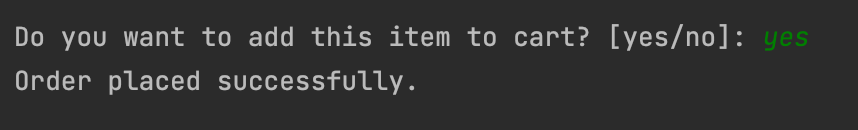 Do you want to add this item to cart? [yes/no]: yes
Order placed successfully.